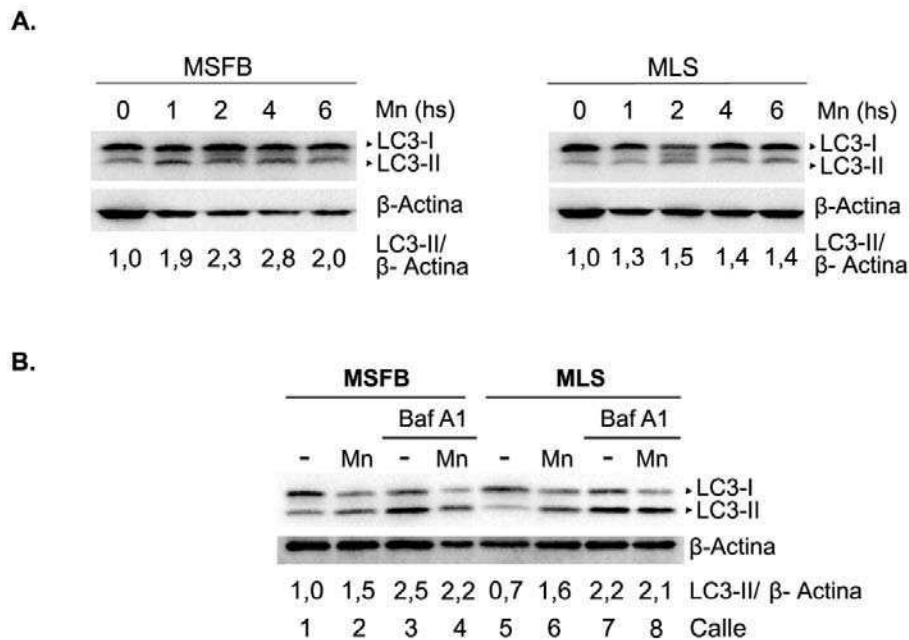 A.
MSFB
0 1 2 4 6 Mn (hs)
LC3-I
LC3-II
β-Actina
1,0 1,9 2,3 2,8 2,0 LC3-II/
β- Actina
MLS
0 1 2 4 6 Mn (hs)
LC3-I
LC3-II
β-Actina
1,0 1,3 1,5 1,4 1,4 LC3-II/
β- Actina
B.
MSFB MLS
Baf A1 Baf A1
- Mn - Mn - Mn - Mn
LC3-I
LC3-II
β-Actina
1,0 1,5 2,5 2,2 0,7 1,6 2,2 2,1 LC3-II/ β- Actina
1 2 3 4 5 6 7 8 Calle